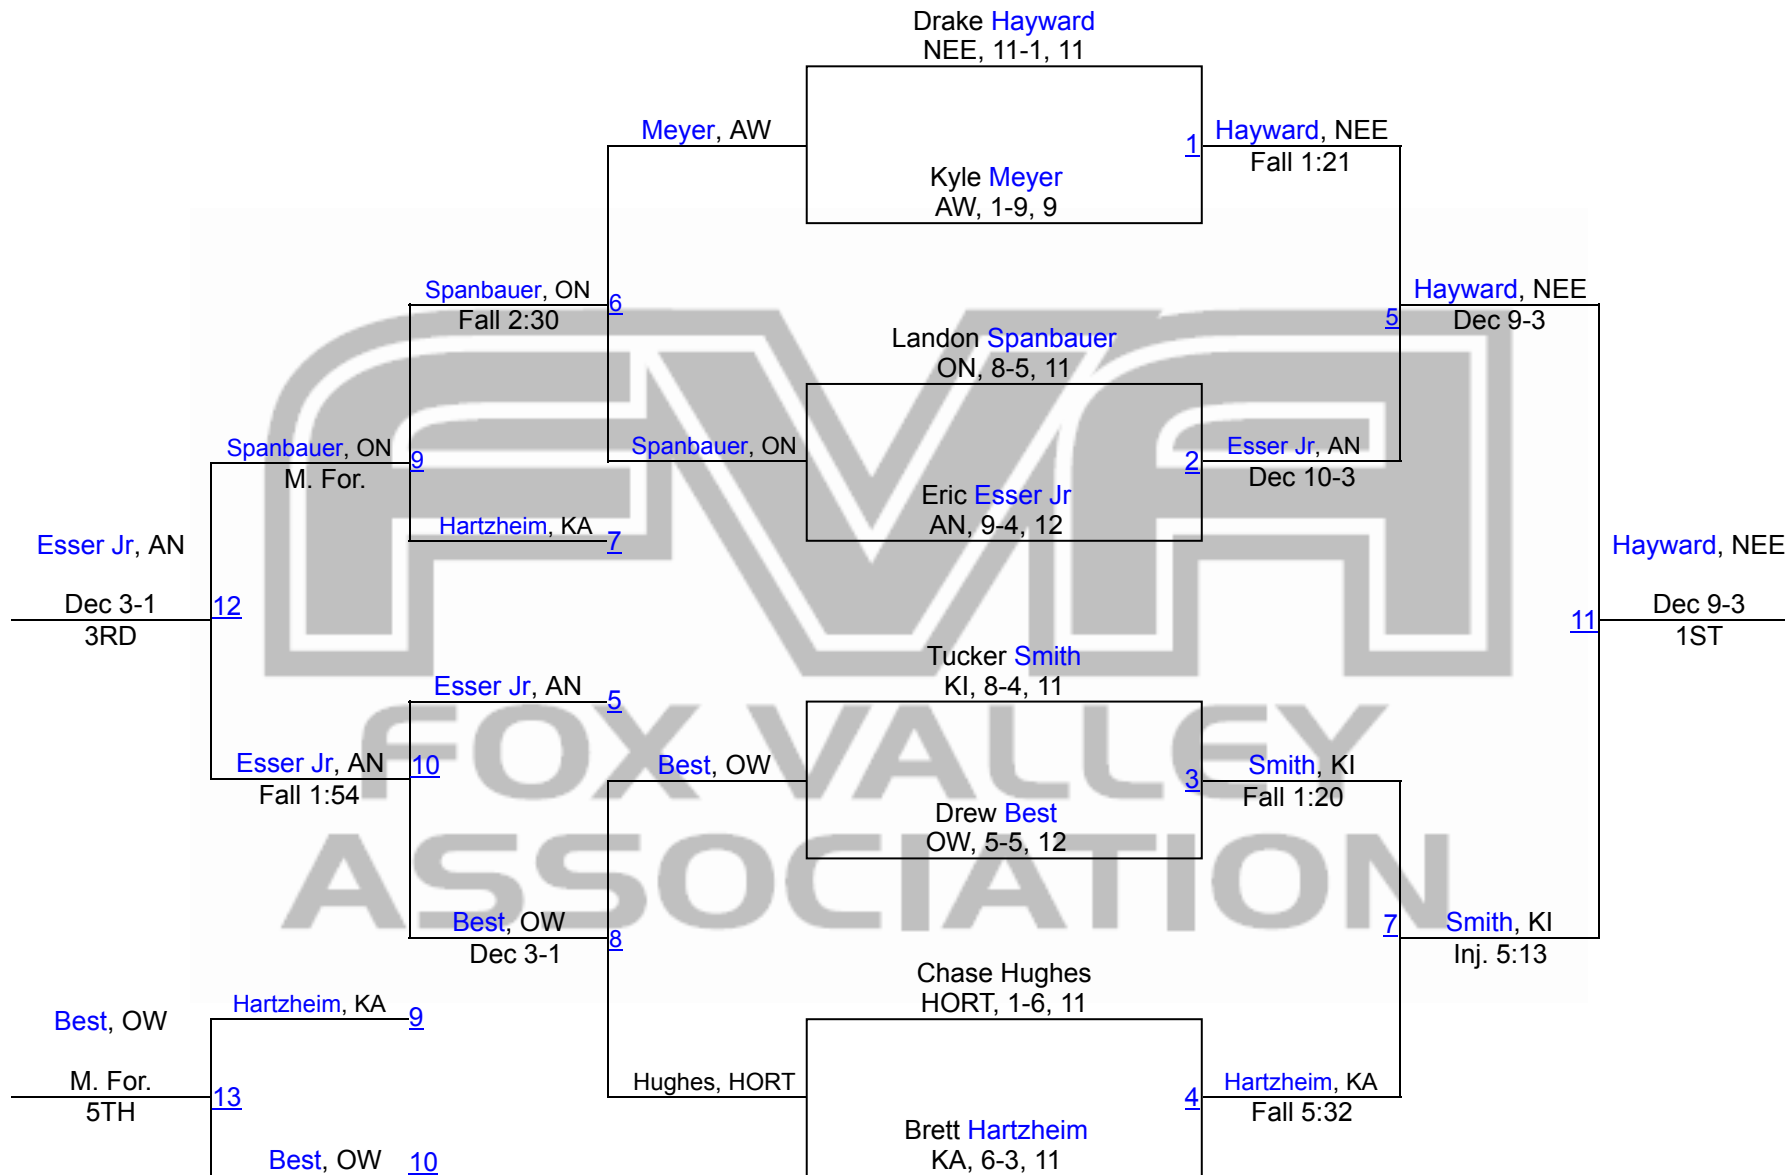 Drake Hayward
NEE, 11-1, 11
Meyer, AW
1
Hayward, NEE
Fall 1:21
Kyle Meyer
AW, 1-9, 9
Spanbauer, ON
Fall 2:30
6
Hayward, NEE
Dec 9-3
5
Landon Spanbauer
ON, 8-5, 11
Spanbauer, ON
M. For.
9
Spanbauer, ON
2
Esser Jr, AN
Dec 10-3
Eric Esser Jr
AN, 9-4, 12
Hartzheim, KA
7
Esser Jr, AN
Dec 3-1
3RD
12
Hayward, NEE
Dec 9-3
1ST
11
Tucker Smith
KI, 8-4, 11
Esser Jr, AN
5
FVA
FOX VALLEY
ASSOCIATION
Esser Jr, AN
Fall 1:54
10
Best, OW
3
Smith, KI
Fall 1:20
Drew Best
OW, 5-5, 12
Best, OW
Dec 3-1
8
7
Smith, KI
Inj. 5:13
Chase Hughes
HORT, 1-6, 11
Hartzheim, KA
9
Best, OW
M. For.
5TH
13
Hughes, HORT
4
Hartzheim, KA
Fall 5:32
Brett Hartzheim
KA, 6-3, 11
Best, OW
10